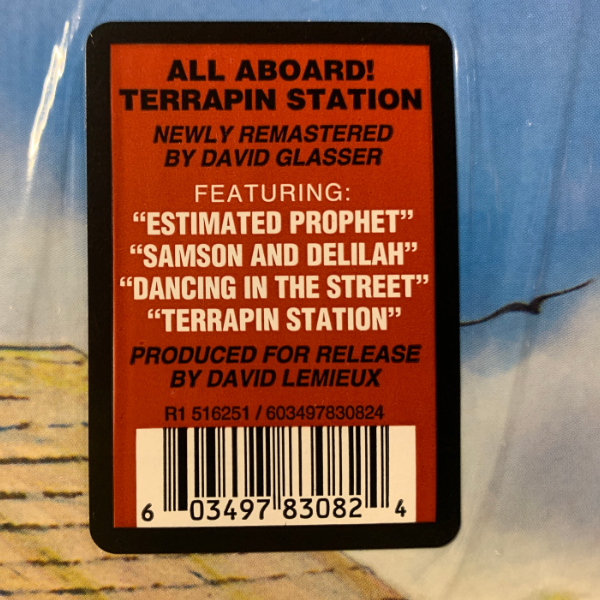 ALL ABOARD!
TERRAPIN STATION
NEWLY REMASTERED
BY DAVID GLASSER
FEATURING:
“ESTIMATED PROPHET”
“SAMSON AND DELILAH”
“DANCING IN THE STREET”
“TERRAPIN STATION”
PRODUCED FOR RELEASE
BY DAVID LEMIEUX
R1 516251 / 603497830824
6 03497 83082 4